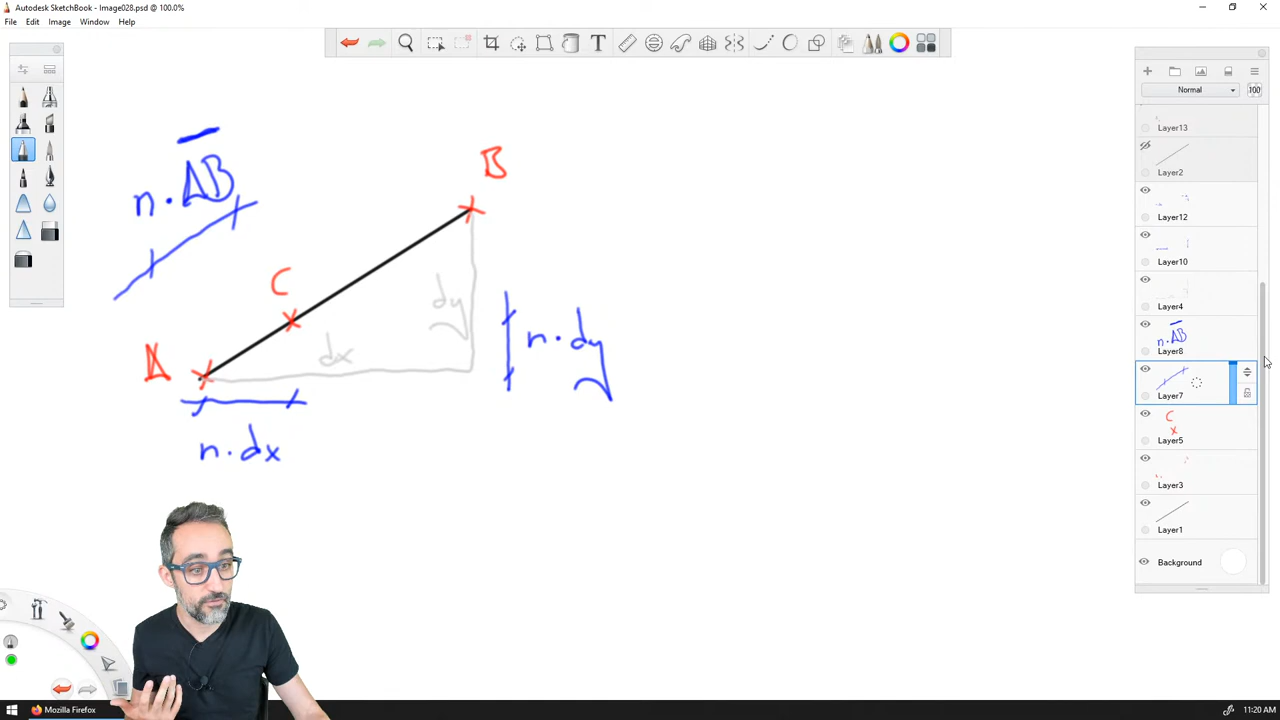 Autodesk SketchBook - Image028.psd @ 100.0%
File Edit Image Window Help
T
Normal 100
Layer13
Layer2
Layer12
Layer10
Layer4
n·AB
Layer8
Layer7
C
x
Layer5
Layer3
Layer1
Background
n·AB
B
C
dy
A
dx
n·dy
n·dx
Mozilla Firefox
11:20 AM